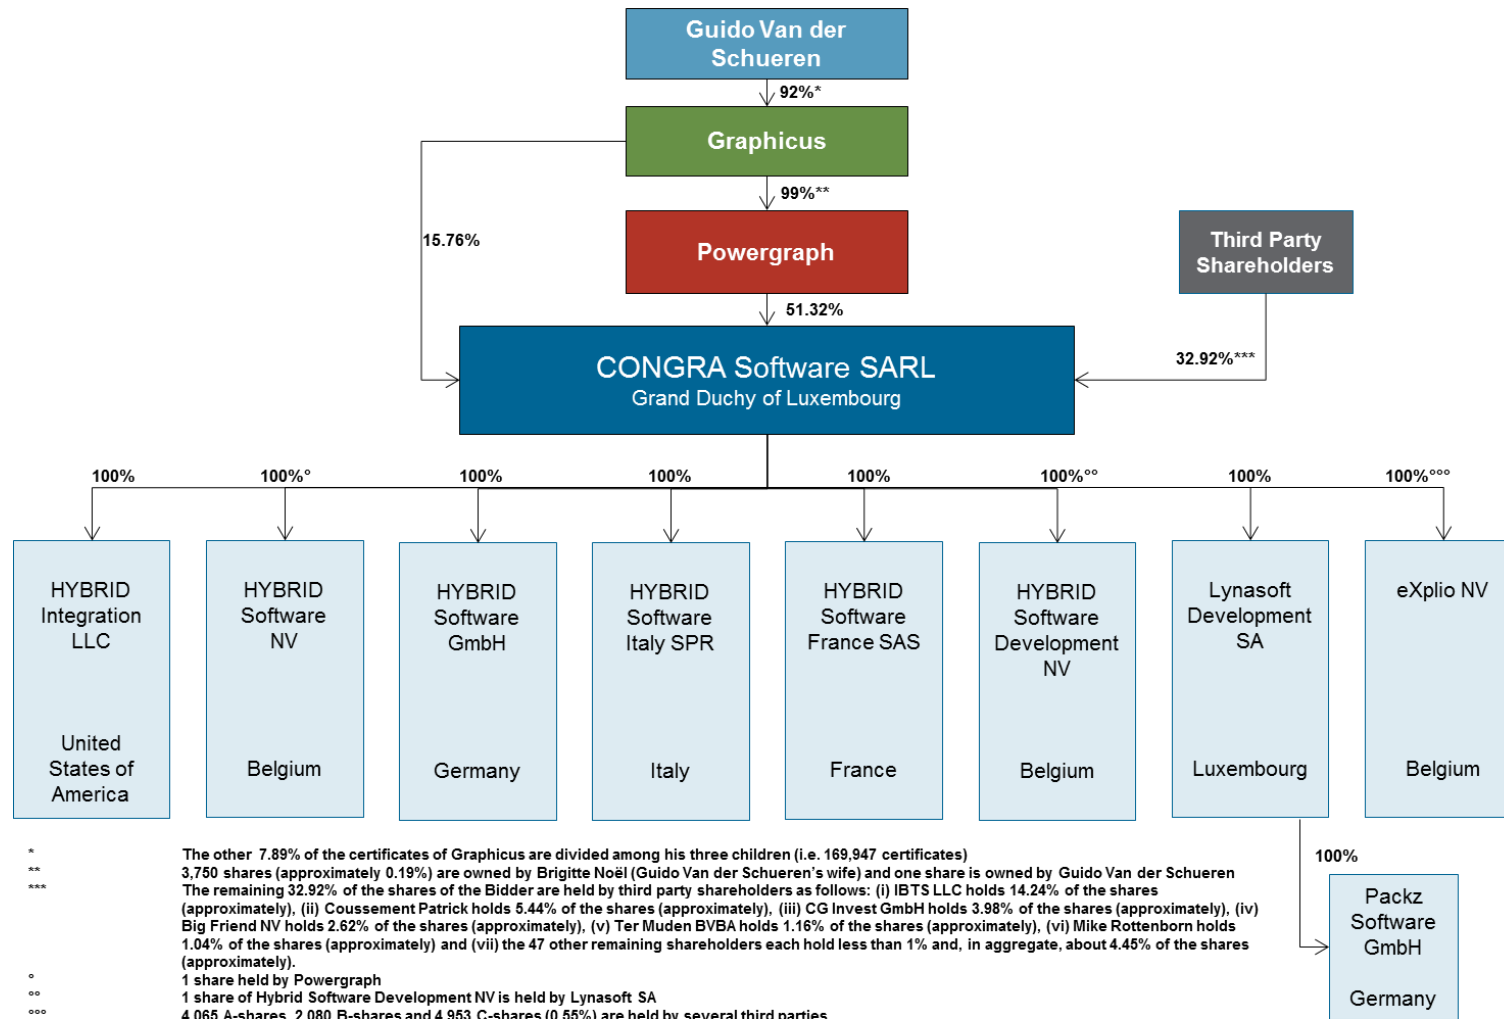 Guido Van der
Schueren
92%*
Graphicus
99%**
15.76%
Powergraph
Third Party
Shareholders
51.32%
CONGRA Software SARL
Grand Duchy of Luxembourg
32.92%***
100%
100%°
100%
100%
100%
100%°°
100%
100%°°°
HYBRID
Integration
LLC
United
States of
America
HYBRID
Software
NV
Belgium
HYBRID
Software
GmbH
Germany
HYBRID
Software
Italy SPR
Italy
HYBRID
Software
France SAS
France
HYBRID
Software
Development
NV
Belgium
Lynasoft
Development
SA
Luxembourg
eXplio NV
Belgium
100%
Packz
Software
GmbH
Germany
* The other 7.89% of the certificates of Graphicus are divided among his three children (i.e. 169,947 certificates)
** 3,750 shares (approximately 0.19%) are owned by Brigitte Noël (Guido Van der Schueren's wife) and one share is owned by Guido Van der Schueren
*** The remaining 32.92% of the shares of the Bidder are held by third party shareholders as follows: (i) IBTS LLC holds 14.24% of the shares
(approximately), (ii) Coussement Patrick holds 5.44% of the shares (approximately), (iii) CG Invest GmbH holds 3.98% of the shares (approximately), (iv)
Big Friend NV holds 2.62% of the shares (approximately), (v) Ter Muden BVBA holds 1.16% of the shares (approximately), (vi) Mike Rottenborn holds
1.04% of the shares (approximately) and (vii) the 47 other remaining shareholders each hold less than 1% and, in aggregate, about 4.45% of the shares
(approximately).
° 1 share held by Powergraph
°° 1 share of Hybrid Software Development NV is held by Lynasoft SA
°°° 4,065 A-shares, 2,080 B-shares and 4,953 C-shares (0.55%) are held by several third parties